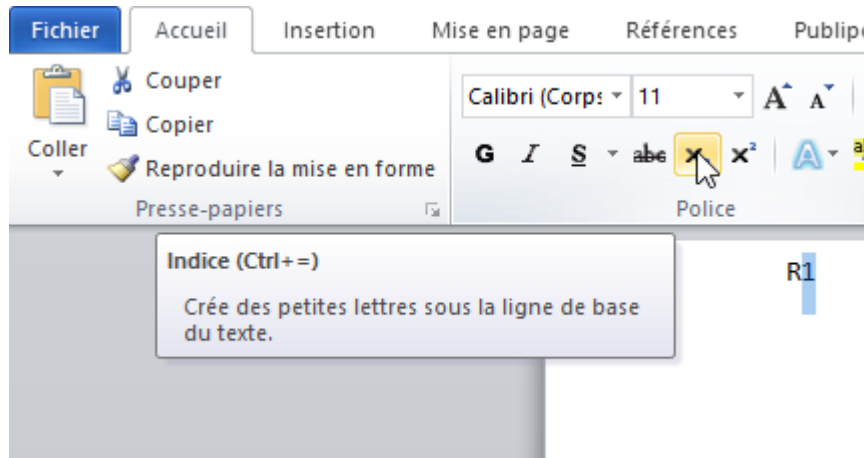 Fichier Accueil Insertion Mise en page Références Publip
Couper
Copier
Coller
Reproduire la mise en forme
Presse-papiers
Calibri (Corps 11 A A
G I S abc x x²
Police
Indice (Ctrl+=)
Crée des petites lettres sous la ligne de base
du texte.
R1